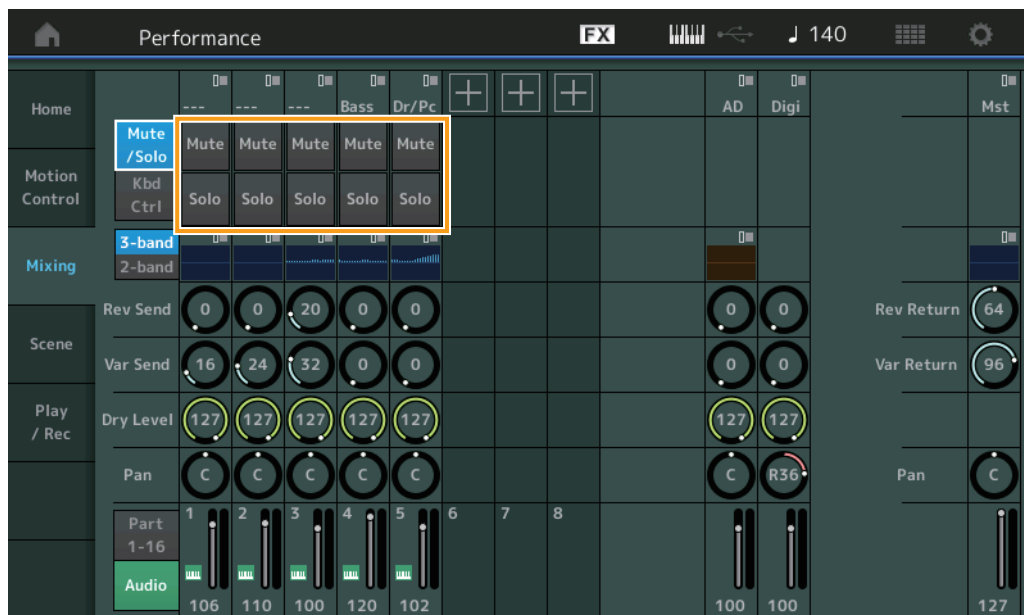 Performance FX ♩ 140
--- --- --- Bass Dr/Pc AD Digi Mst
Home
Mute
/Solo
Mute Mute Mute Mute Mute
Motion
Control
Kbd
Ctrl
Solo Solo Solo Solo Solo
3-band
2-band
Mixing
Rev Send 0 0 20 0 0 0 0 Rev Return 64
Scene
Var Send 16 24 32 0 0 0 0 Var Return 96
Play
/ Rec
Dry Level 127 127 127 127 127 127 127
Pan C C C C C C R36 Pan C
Part
1-16
1 2 3 4 5 6 7 8
Audio
106 110 100 120 102 100 100 127